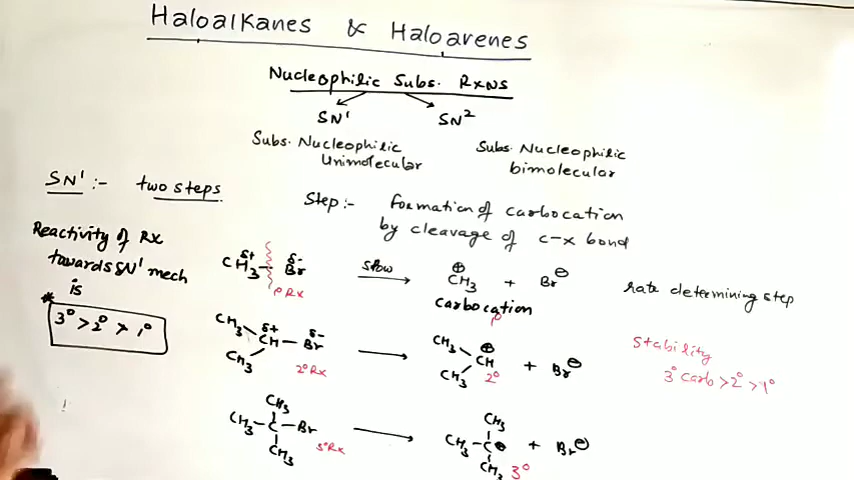 Haloalkanes & Haloarenes
Nucleophilic Subs. RxNS
SN¹ SN²
Subs. Nucleophilic Unimolecular
Subs. Nucleophilic bimolecular
SN¹ :- two steps
Step :- Formation of carbocation
by cleavage of C-X bond
Reactivity of RX
towards SN¹ mech
is
* 3° > 2° > 1°
δ+ δ-
CH₃ - Br slow → ⊕ CH₃ + Br⊖ rate determining step
RX
carbocation
1°
CH₃ δ+ δ-
CH - Br → CH₃ ⊕ CH + Br⊖
CH₃ 2°RX CH₃ 2°
Stability
3° carb > 2° > 1°
CH₃ CH₃
CH₃ - C - Br → CH₃ - C⊕ + Br⊖
CH₃ 3°RX CH₃ 3°